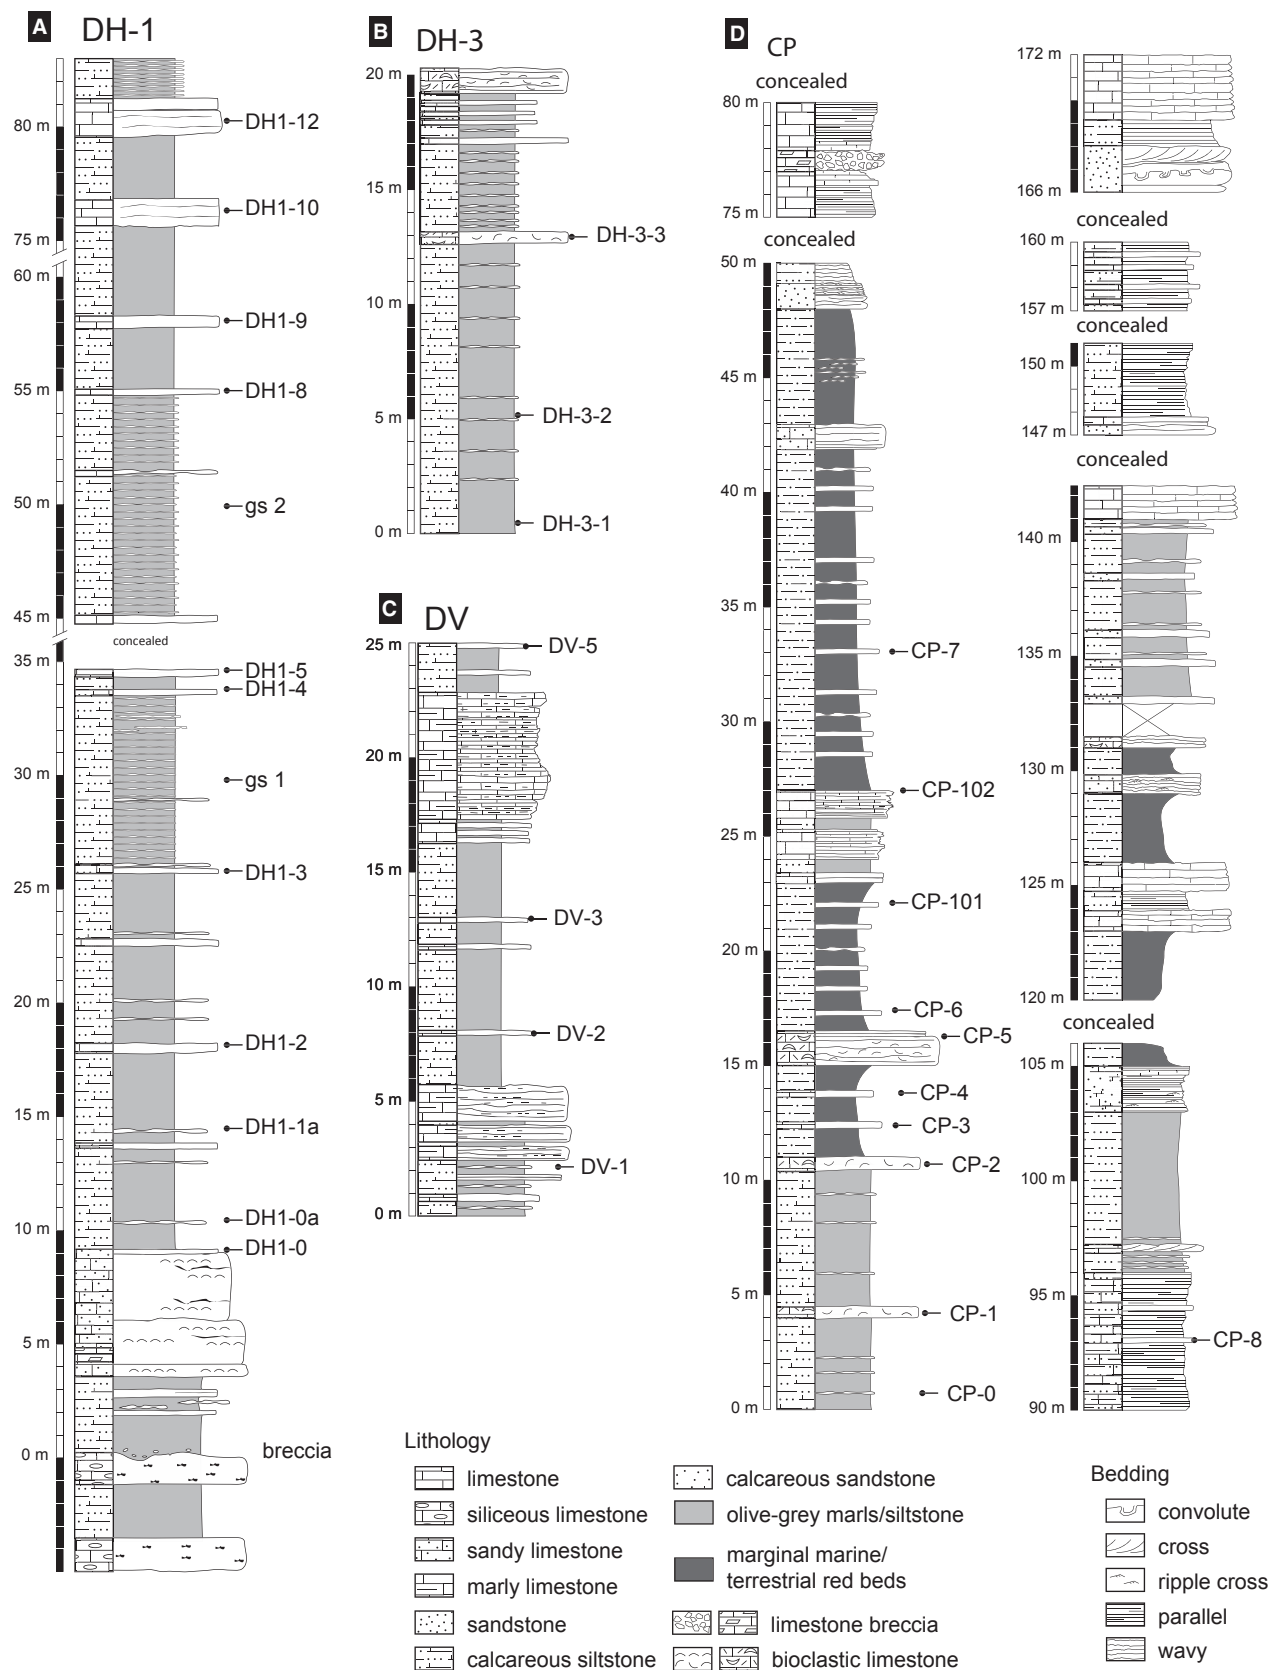 A DH-1
80 m
75 m
60 m
55 m
50 m
45 m
concealed
35 m
30 m
25 m
20 m
15 m
10 m
5 m
0 m
DH1-12
DH1-10
DH1-9
DH1-8
gs 2
DH1-5
DH1-4
gs 1
DH1-3
DH1-2
DH1-1a
DH1-0a
DH1-0
breccia
B DH-3
20 m
15 m
10 m
5 m
0 m
DH-3-3
DH-3-2
DH-3-1
C DV
25 m
20 m
15 m
10 m
5 m
0 m
DV-5
DV-3
DV-2
DV-1
D CP
concealed
80 m
75 m
concealed
50 m
45 m
40 m
35 m
30 m
25 m
20 m
15 m
10 m
5 m
0 m
CP-7
CP-102
CP-101
CP-6
CP-5
CP-4
CP-3
CP-2
CP-1
CP-0
172 m
166 m
concealed
160 m
157 m
concealed
150 m
147 m
concealed
140 m
135 m
130 m
125 m
120 m
concealed
105 m
100 m
95 m
90 m
CP-8
Lithology
limestone
siliceous limestone
sandy limestone
marly limestone
sandstone
calcareous siltstone
calcareous sandstone
olive-grey marls/siltstone
marginal marine/
terrestrial red beds
limestone breccia
bioclastic limestone
Bedding
convolute
cross
ripple cross
parallel
wavy